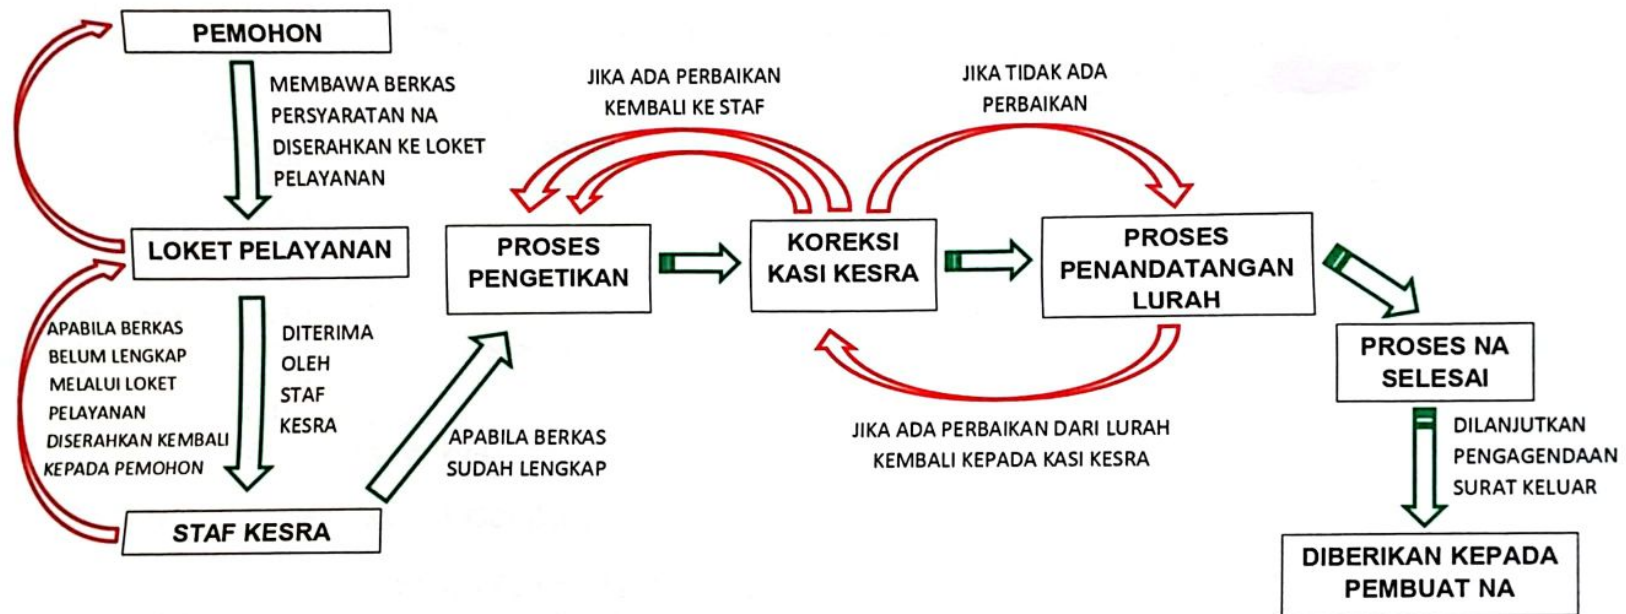 PEMOHON
MEMBAWA BERKAS
PERSYARATAN NA
DISERAHKAN KE LOKET
PELAYANAN
LOKET PELAYANAN
APABILA BERKAS
BELUM LENGKAP
MELALUI LOKET
PELAYANAN
DISERAHKAN KEMBALI
KEPADA PEMOHON
DITERIMA
OLEH
STAF
KESRA
STAF KESRA
APABILA BERKAS
SUDAH LENGKAP
PROSES
PENGETIKAN
JIKA ADA PERBAIKAN
KEMBALI KE STAF
KOREKSI
KASI KESRA
JIKA TIDAK ADA
PERBAIKAN
PROSES
PENANDATANGAN
LURAH
JIKA ADA PERBAIKAN DARI LURAH
KEMBALI KEPADA KASI KESRA
PROSES NA
SELESAI
DILANJUTKAN
PENGAGENDAAN
SURAT KELUAR
DIBERIKAN KEPADA
PEMBUAT NA